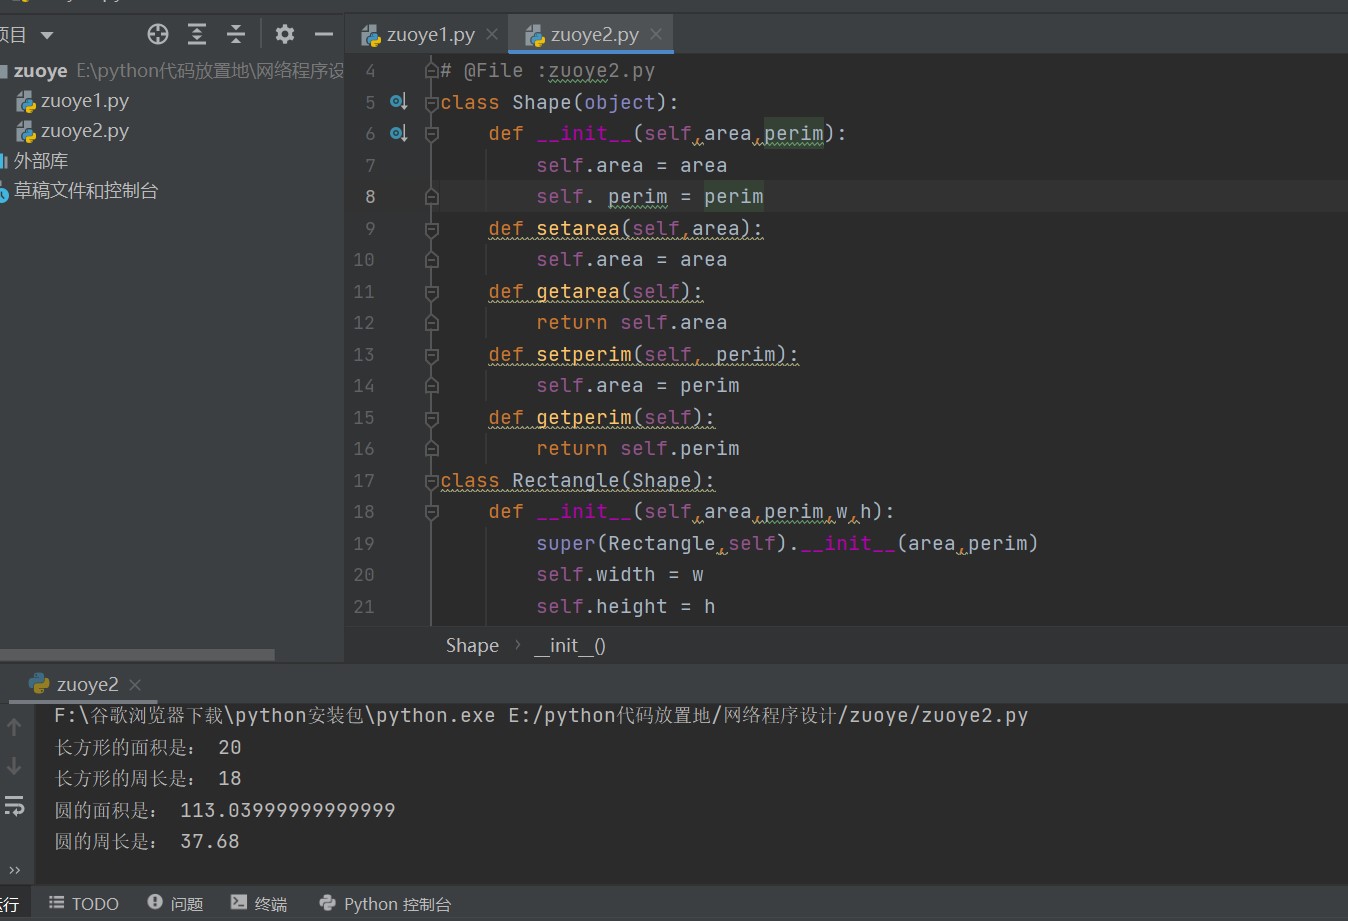 项目
zuoye1.py
zuoye2.py
zuoye E:\python代码放置地\网络程序设
zuoye1.py
zuoye2.py
外部库
草稿文件和控制台
4 # @File :zuoye2.py
5 class Shape(object):
6 def __init__(self,area,perim):
7 self.area = area
8 self. perim = perim
9 def setarea(self,area):
10 self.area = area
11 def getarea(self):
12 return self.area
13 def setperim(self, perim):
14 self.area = perim
15 def getperim(self):
16 return self.perim
17 class Rectangle(Shape):
18 def __init__(self,area,perim,w,h):
19 super(Rectangle,self).__init__(area,perim)
20 self.width = w
21 self.height = h
Shape › __init__()
zuoye2
F:\谷歌浏览器下载\python安装包\python.exe E:/python代码放置地/网络程序设计/zuoye/zuoye2.py
长方形的面积是： 20
长方形的周长是： 18
圆的面积是： 113.03999999999999
圆的周长是： 37.68
运行 TODO 问题 终端 Python 控制台